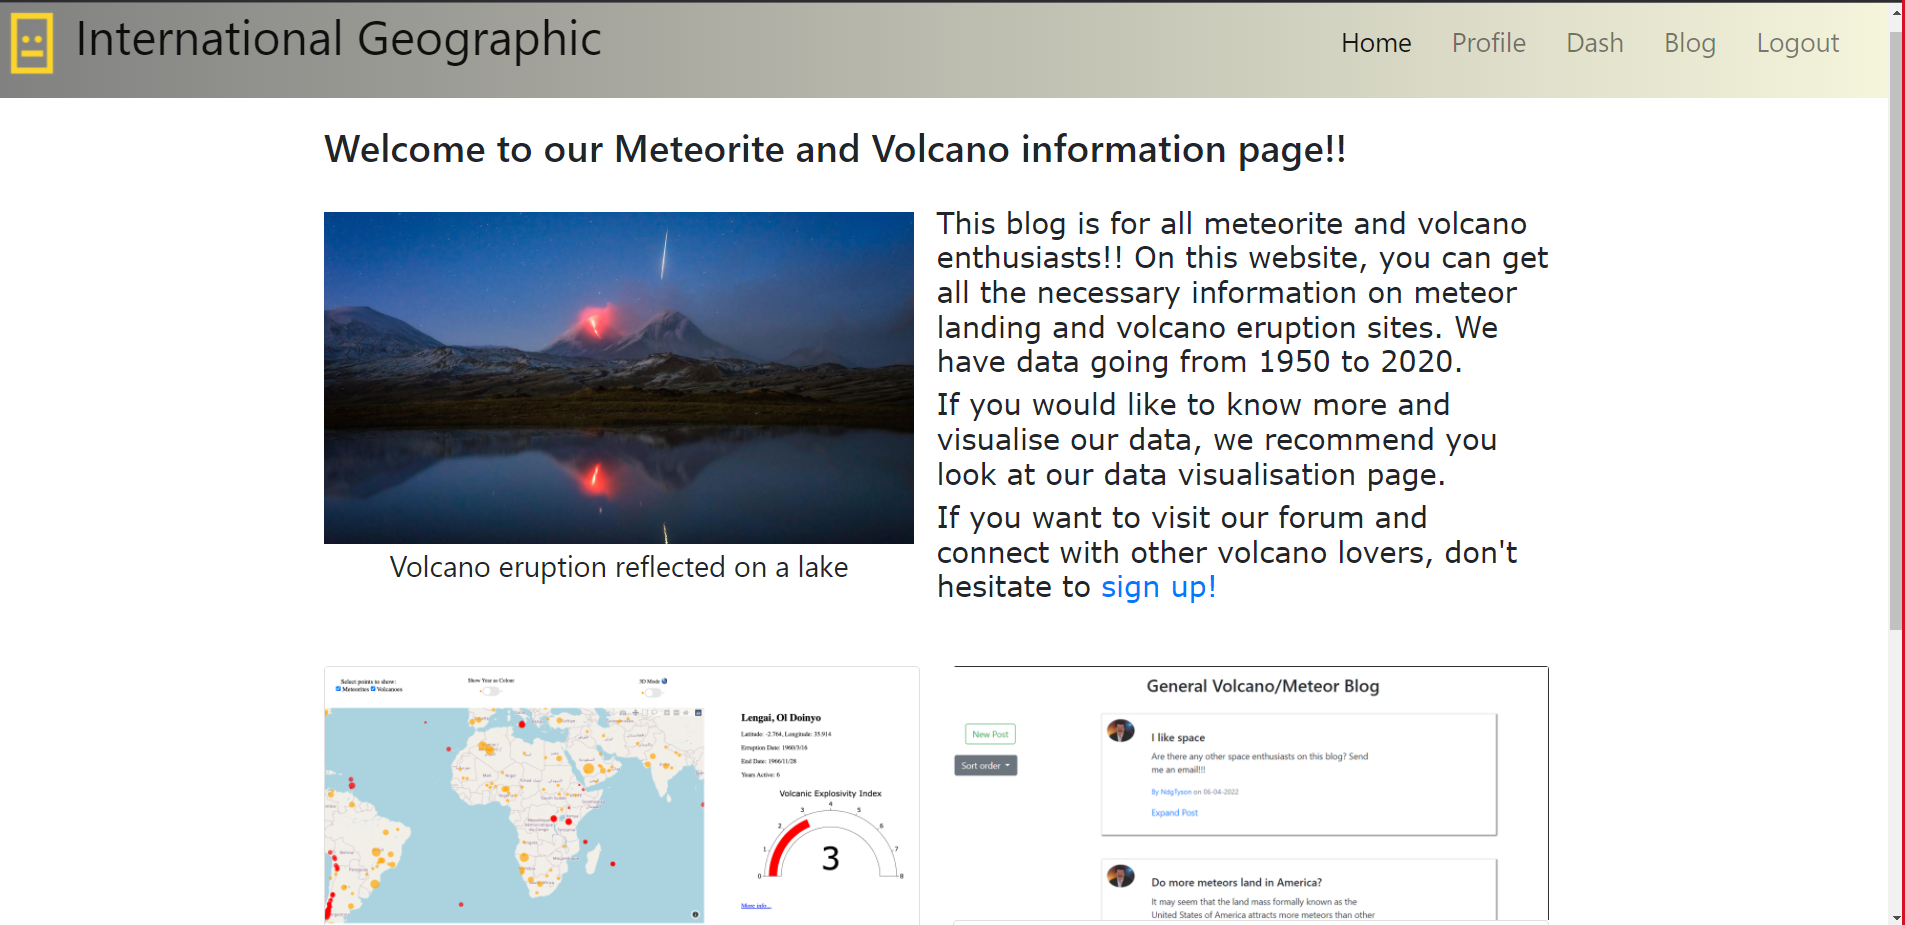 International Geographic
Home
Profile
Dash
Blog
Logout
Welcome to our Meteorite and Volcano information page!!
This blog is for all meteorite and volcano
enthusiasts!! On this website, you can get
all the necessary information on meteor
landing and volcano eruption sites. We
have data going from 1950 to 2020.
If you would like to know more and
visualise our data, we recommend you
look at our data visualisation page.
If you want to visit our forum and
connect with other volcano lovers, don't
hesitate to sign up!
Volcano eruption reflected on a lake
Select points to show:
Meteorites Volcanoes
Show Year as Colour
3D Mode
Lengai, Ol Doinyo
Latitude: -2.764, Longitude: 35.914
Erruption Date: 1960/3/16
End Date: 1966/11/28
Years Active: 6
Volcanic Explosivity Index
0
1
2
3
4
5
6
7
8
3
More info...
General Volcano/Meteor Blog
New Post
Sort order
I like space
Are there any other space enthusiasts on this blog? Send
me an email!!!
By NdgTyson on 06-04-2022
Expand Post
Do more meteors land in America?
It may seem that the land mass formally known as the
United States of America attracts more meteors than other